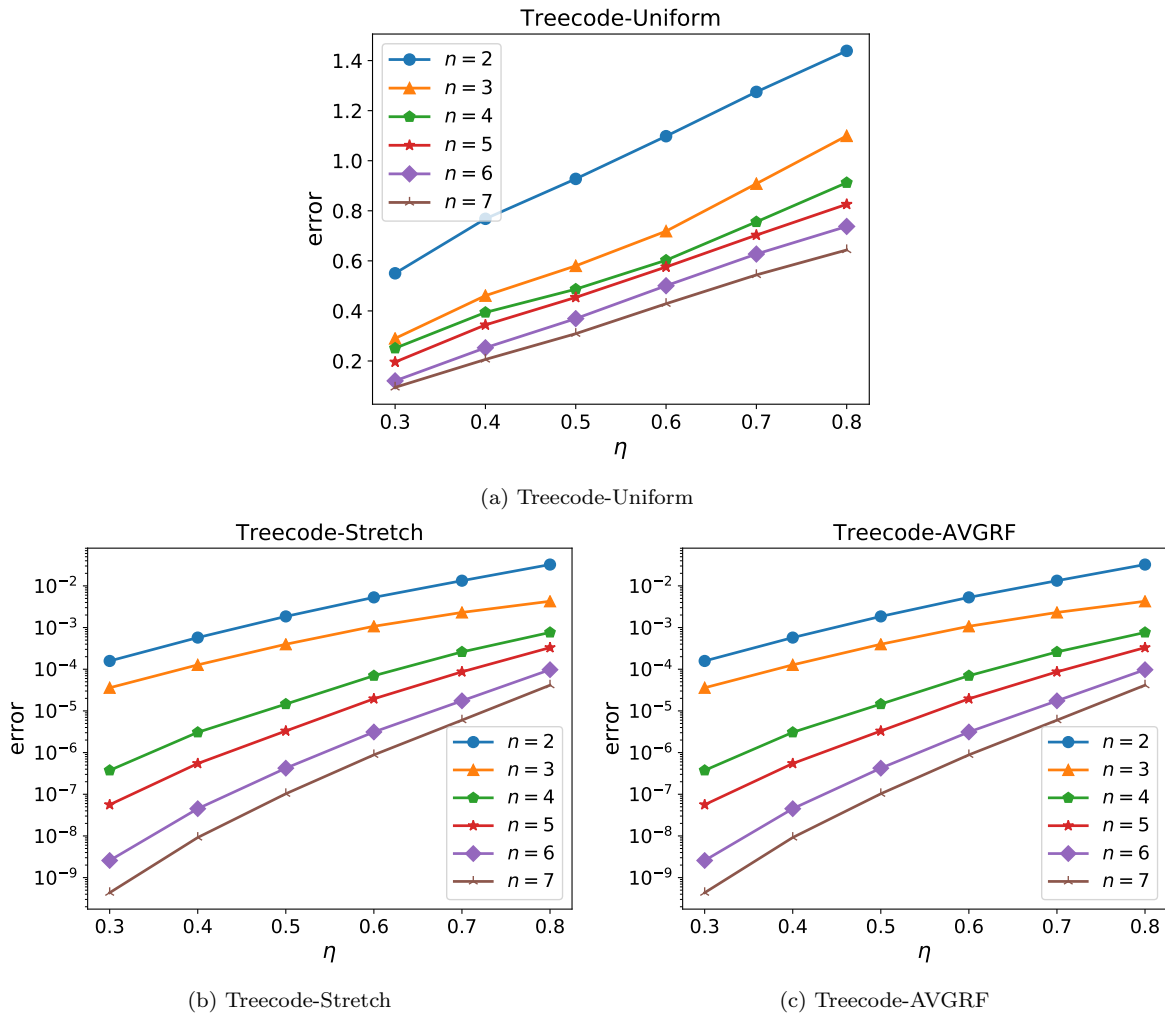 Treecode-Uniform
n = 2
n = 3
n = 4
n = 5
n = 6
n = 7
error
1.4
1.2
1.0
0.8
0.6
0.4
0.2
0.3 0.4 0.5 0.6 0.7 0.8
η
(a) Treecode-Uniform
Treecode-Stretch
error
10⁻²
10⁻³
10⁻⁴
10⁻⁵
10⁻⁶
10⁻⁷
10⁻⁸
10⁻⁹
n = 2
n = 3
n = 4
n = 5
n = 6
n = 7
0.3 0.4 0.5 0.6 0.7 0.8
η
(b) Treecode-Stretch
Treecode-AVGRF
error
10⁻²
10⁻³
10⁻⁴
10⁻⁵
10⁻⁶
10⁻⁷
10⁻⁸
10⁻⁹
n = 2
n = 3
n = 4
n = 5
n = 6
n = 7
0.3 0.4 0.5 0.6 0.7 0.8
η
(c) Treecode-AVGRF